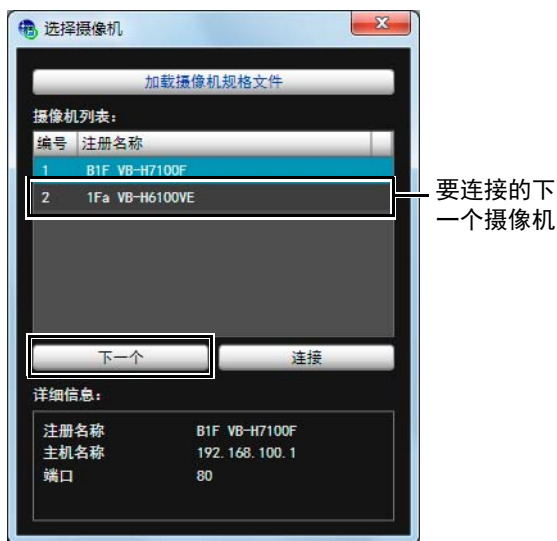 选择摄像机
加载摄像机规格文件
摄像机列表：
编号 注册名称
1 B1F VB-H7100F
2 1Fa VB-H6100VE
要连接的下
一个摄像机
下一个 连接
详细信息：
注册名称 B1F VB-H7100F
主机名称 192.168.100.1
端口 80